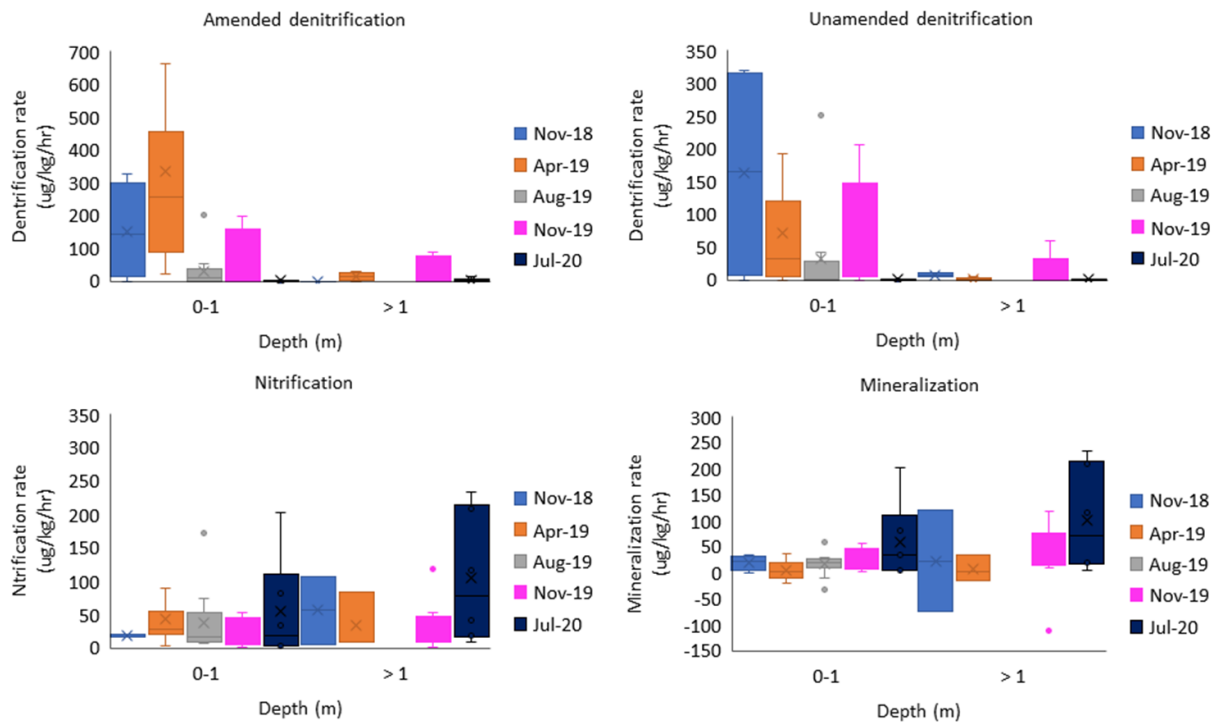 Amended denitrification
700
600
500
400
300
200
100
0
Dentrification rate
(ug/kg/hr)
0-1
> 1
Depth (m)
Nov-18
Apr-19
Aug-19
Nov-19
Jul-20
Unamended denitrification
350
300
250
200
150
100
50
0
Dentrification rate
(ug/kg/hr)
0-1
> 1
Depth (m)
Nov-18
Apr-19
Aug-19
Nov-19
Jul-20
Nitrification
350
300
250
200
150
100
50
0
Ntrification rate
(ug/kg/hr)
0-1
> 1
Depth (m)
Nov-18
Apr-19
Aug-19
Nov-19
Jul-20
Mineralization
300
250
200
150
100
50
0
-50
-100
-150
Mineralization rate
(ug/kg/hr)
0-1
> 1
Depth (m)
Nov-18
Apr-19
Aug-19
Nov-19
Jul-20